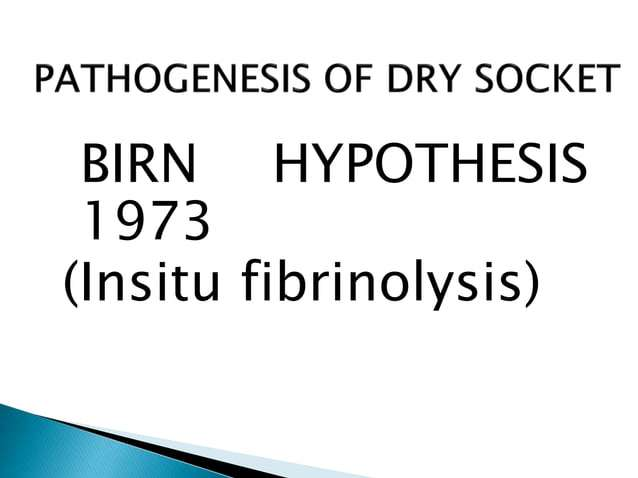 PATHOGENESIS OF DRY SOCKET
BIRN HYPOTHESIS
1973
(Insitu fibrinolysis)